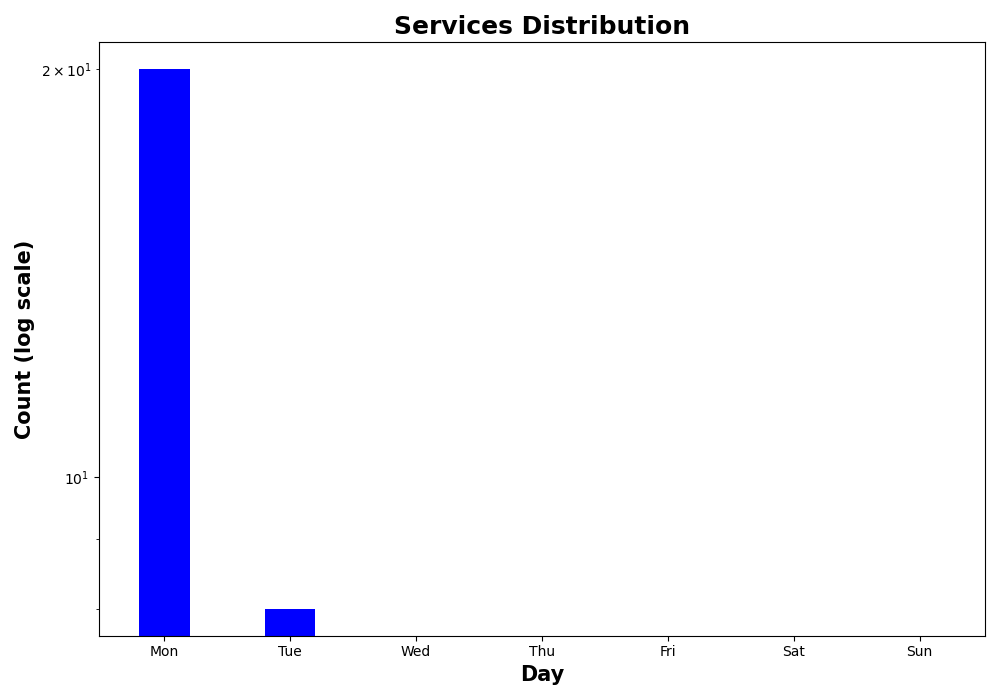 Services Distribution
Count (log scale)
2 × 10¹
10¹
Mon Tue Wed Thu Fri Sat Sun
Day